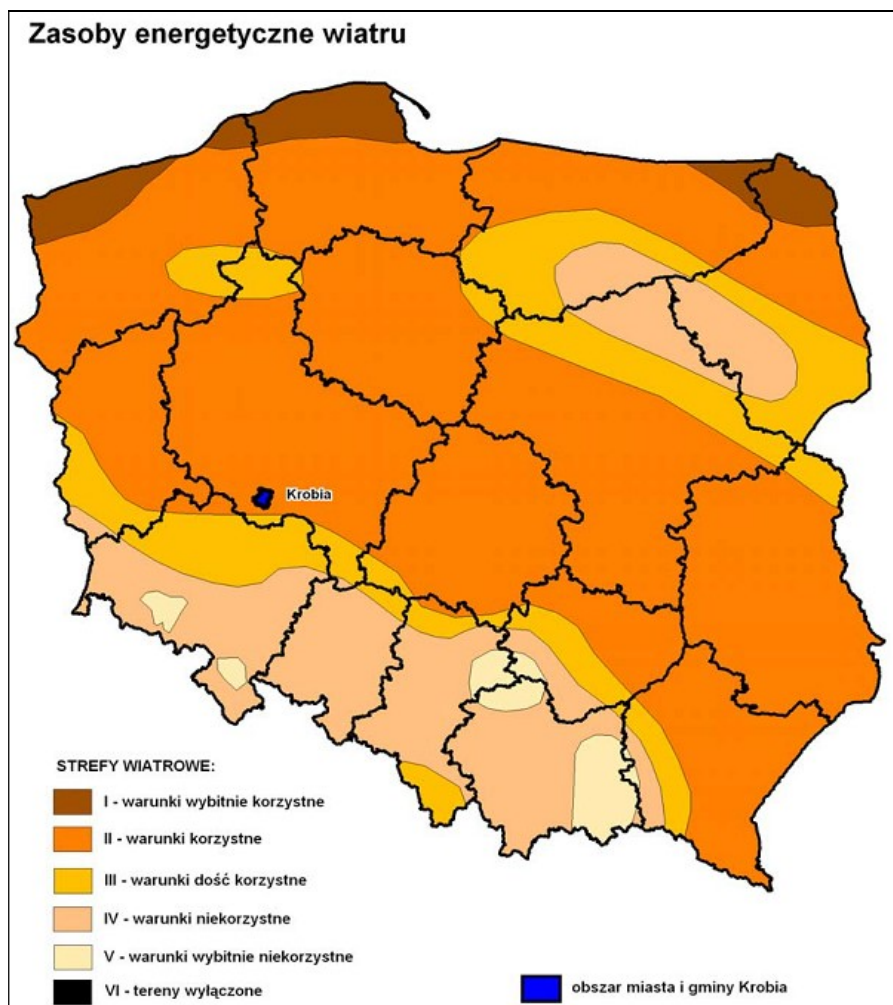 Zasoby energetyczne wiatru
Krobia
STREFY WIATROWE:
I - warunki wybitnie korzystne
II - warunki korzystne
III - warunki dość korzystne
IV - warunki niekorzystne
V - warunki wybitnie niekorzystne
VI - tereny wyłączone
obszar miasta i gminy Krobia